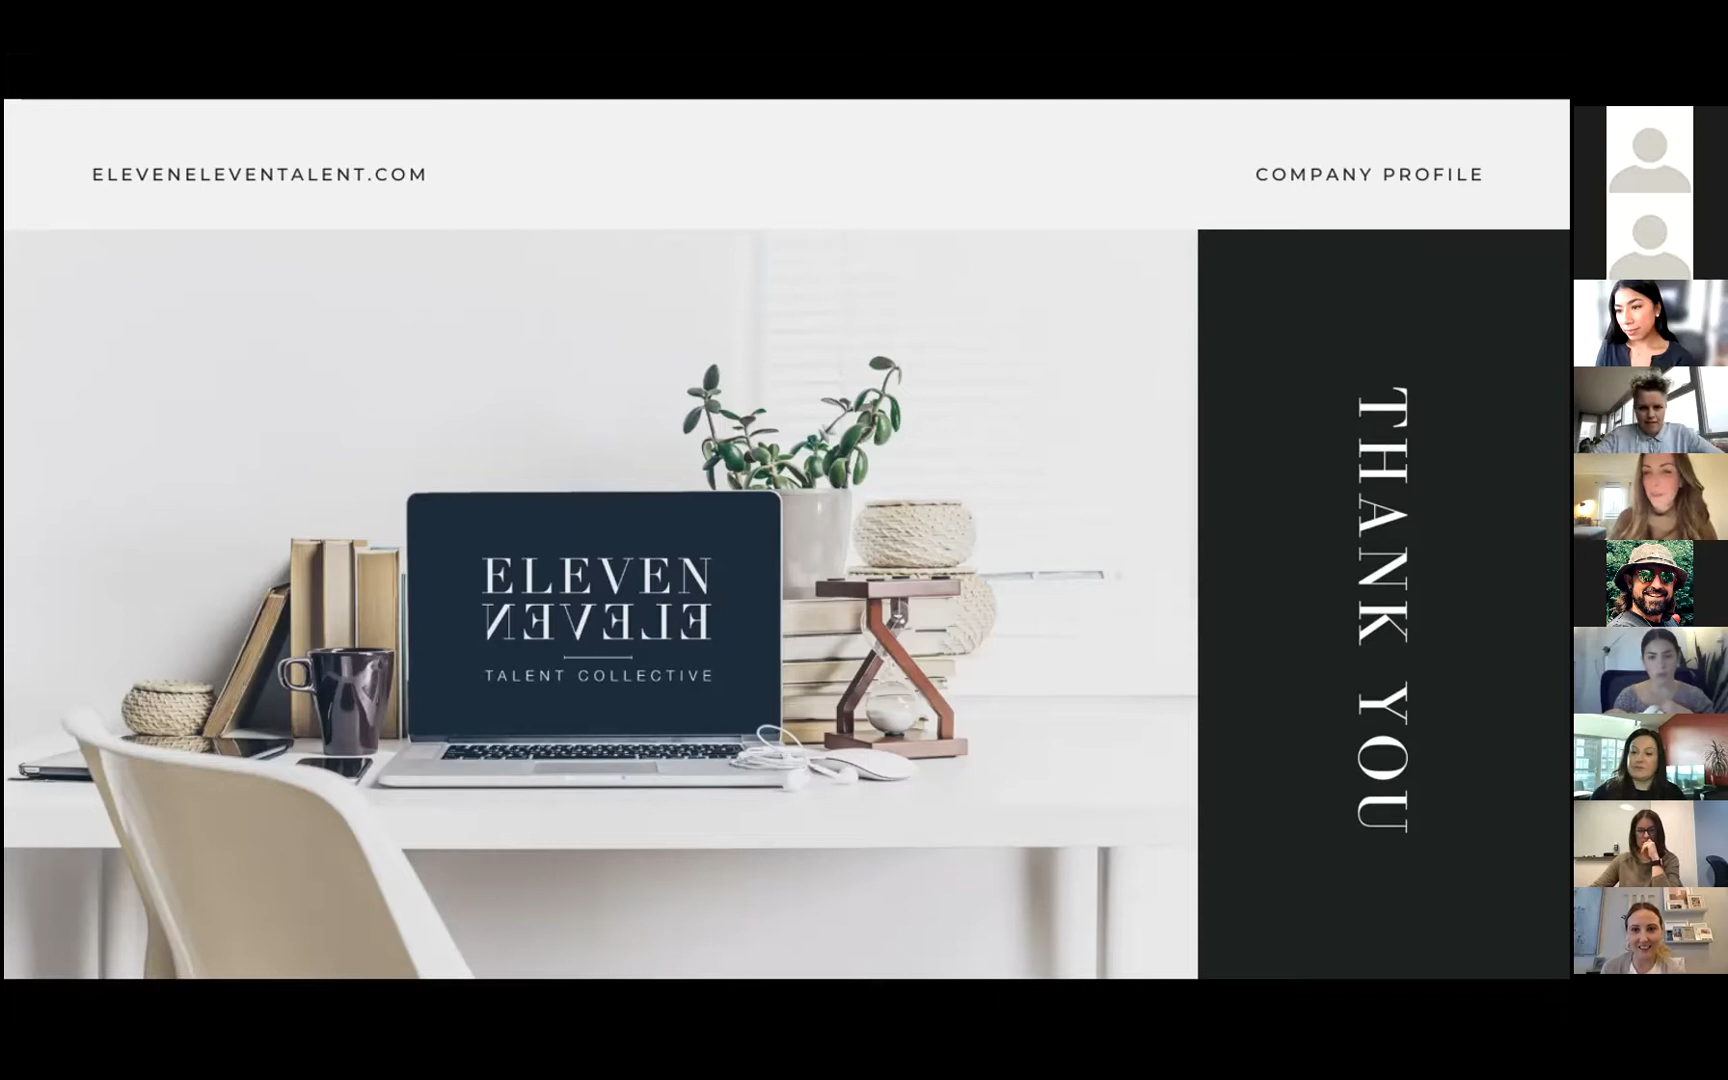 ELEVENELEVENTALENT.COM
COMPANY PROFILE
ELEVEN
ELEVEN
TALENT COLLECTIVE
THANK YOU